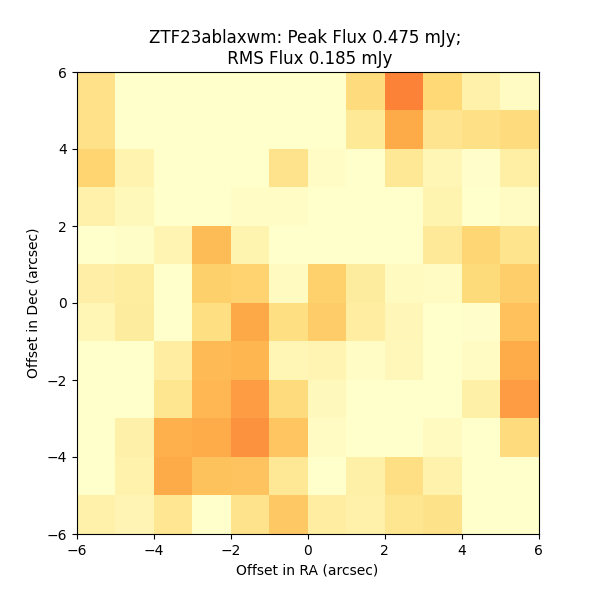 ZTF23ablaxwm: Peak Flux 0.475 mJy;
RMS Flux 0.185 mJy
6
4
2
0
−2
−4
−6
Offset in Dec (arcsec)
−6 −4 −2 0 2 4 6
Offset in RA (arcsec)